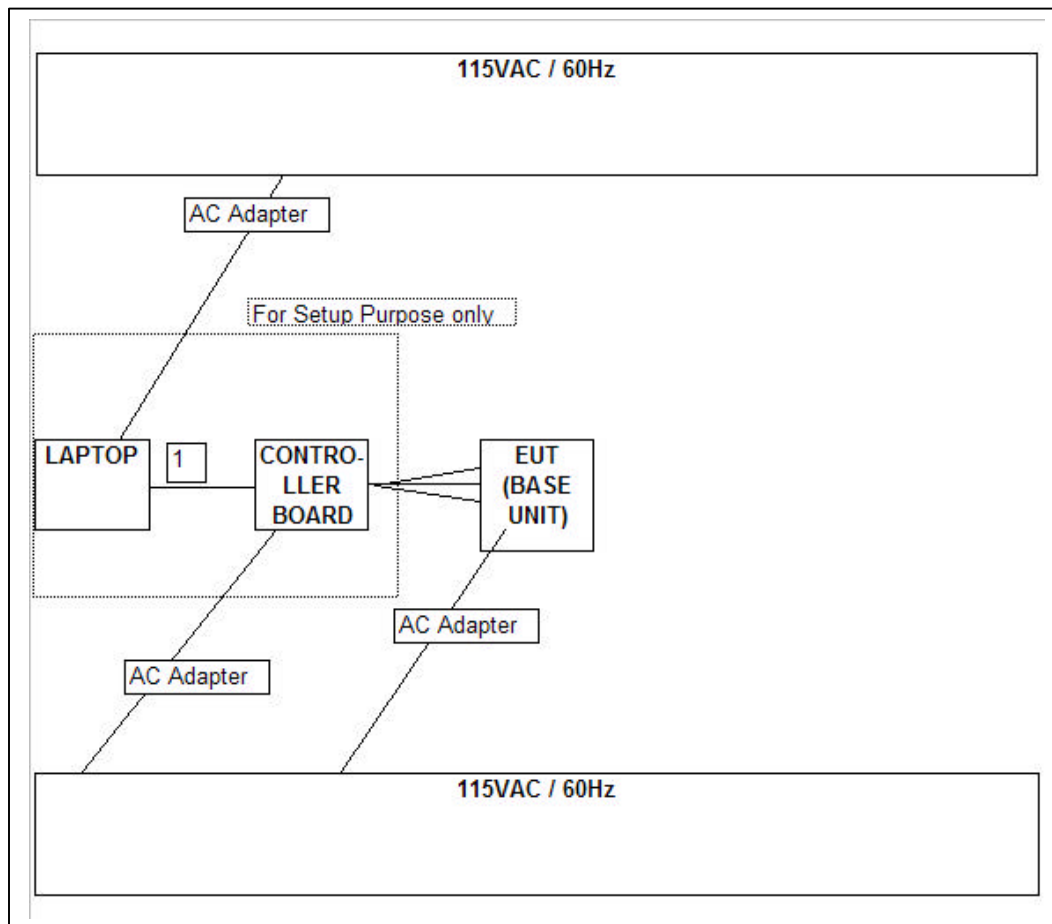 115VAC / 60Hz
AC Adapter
For Setup Purpose only
LAPTOP
1
CONTRO-
LLER
BOARD
EUT
(BASE
UNIT)
AC Adapter
AC Adapter
115VAC / 60Hz